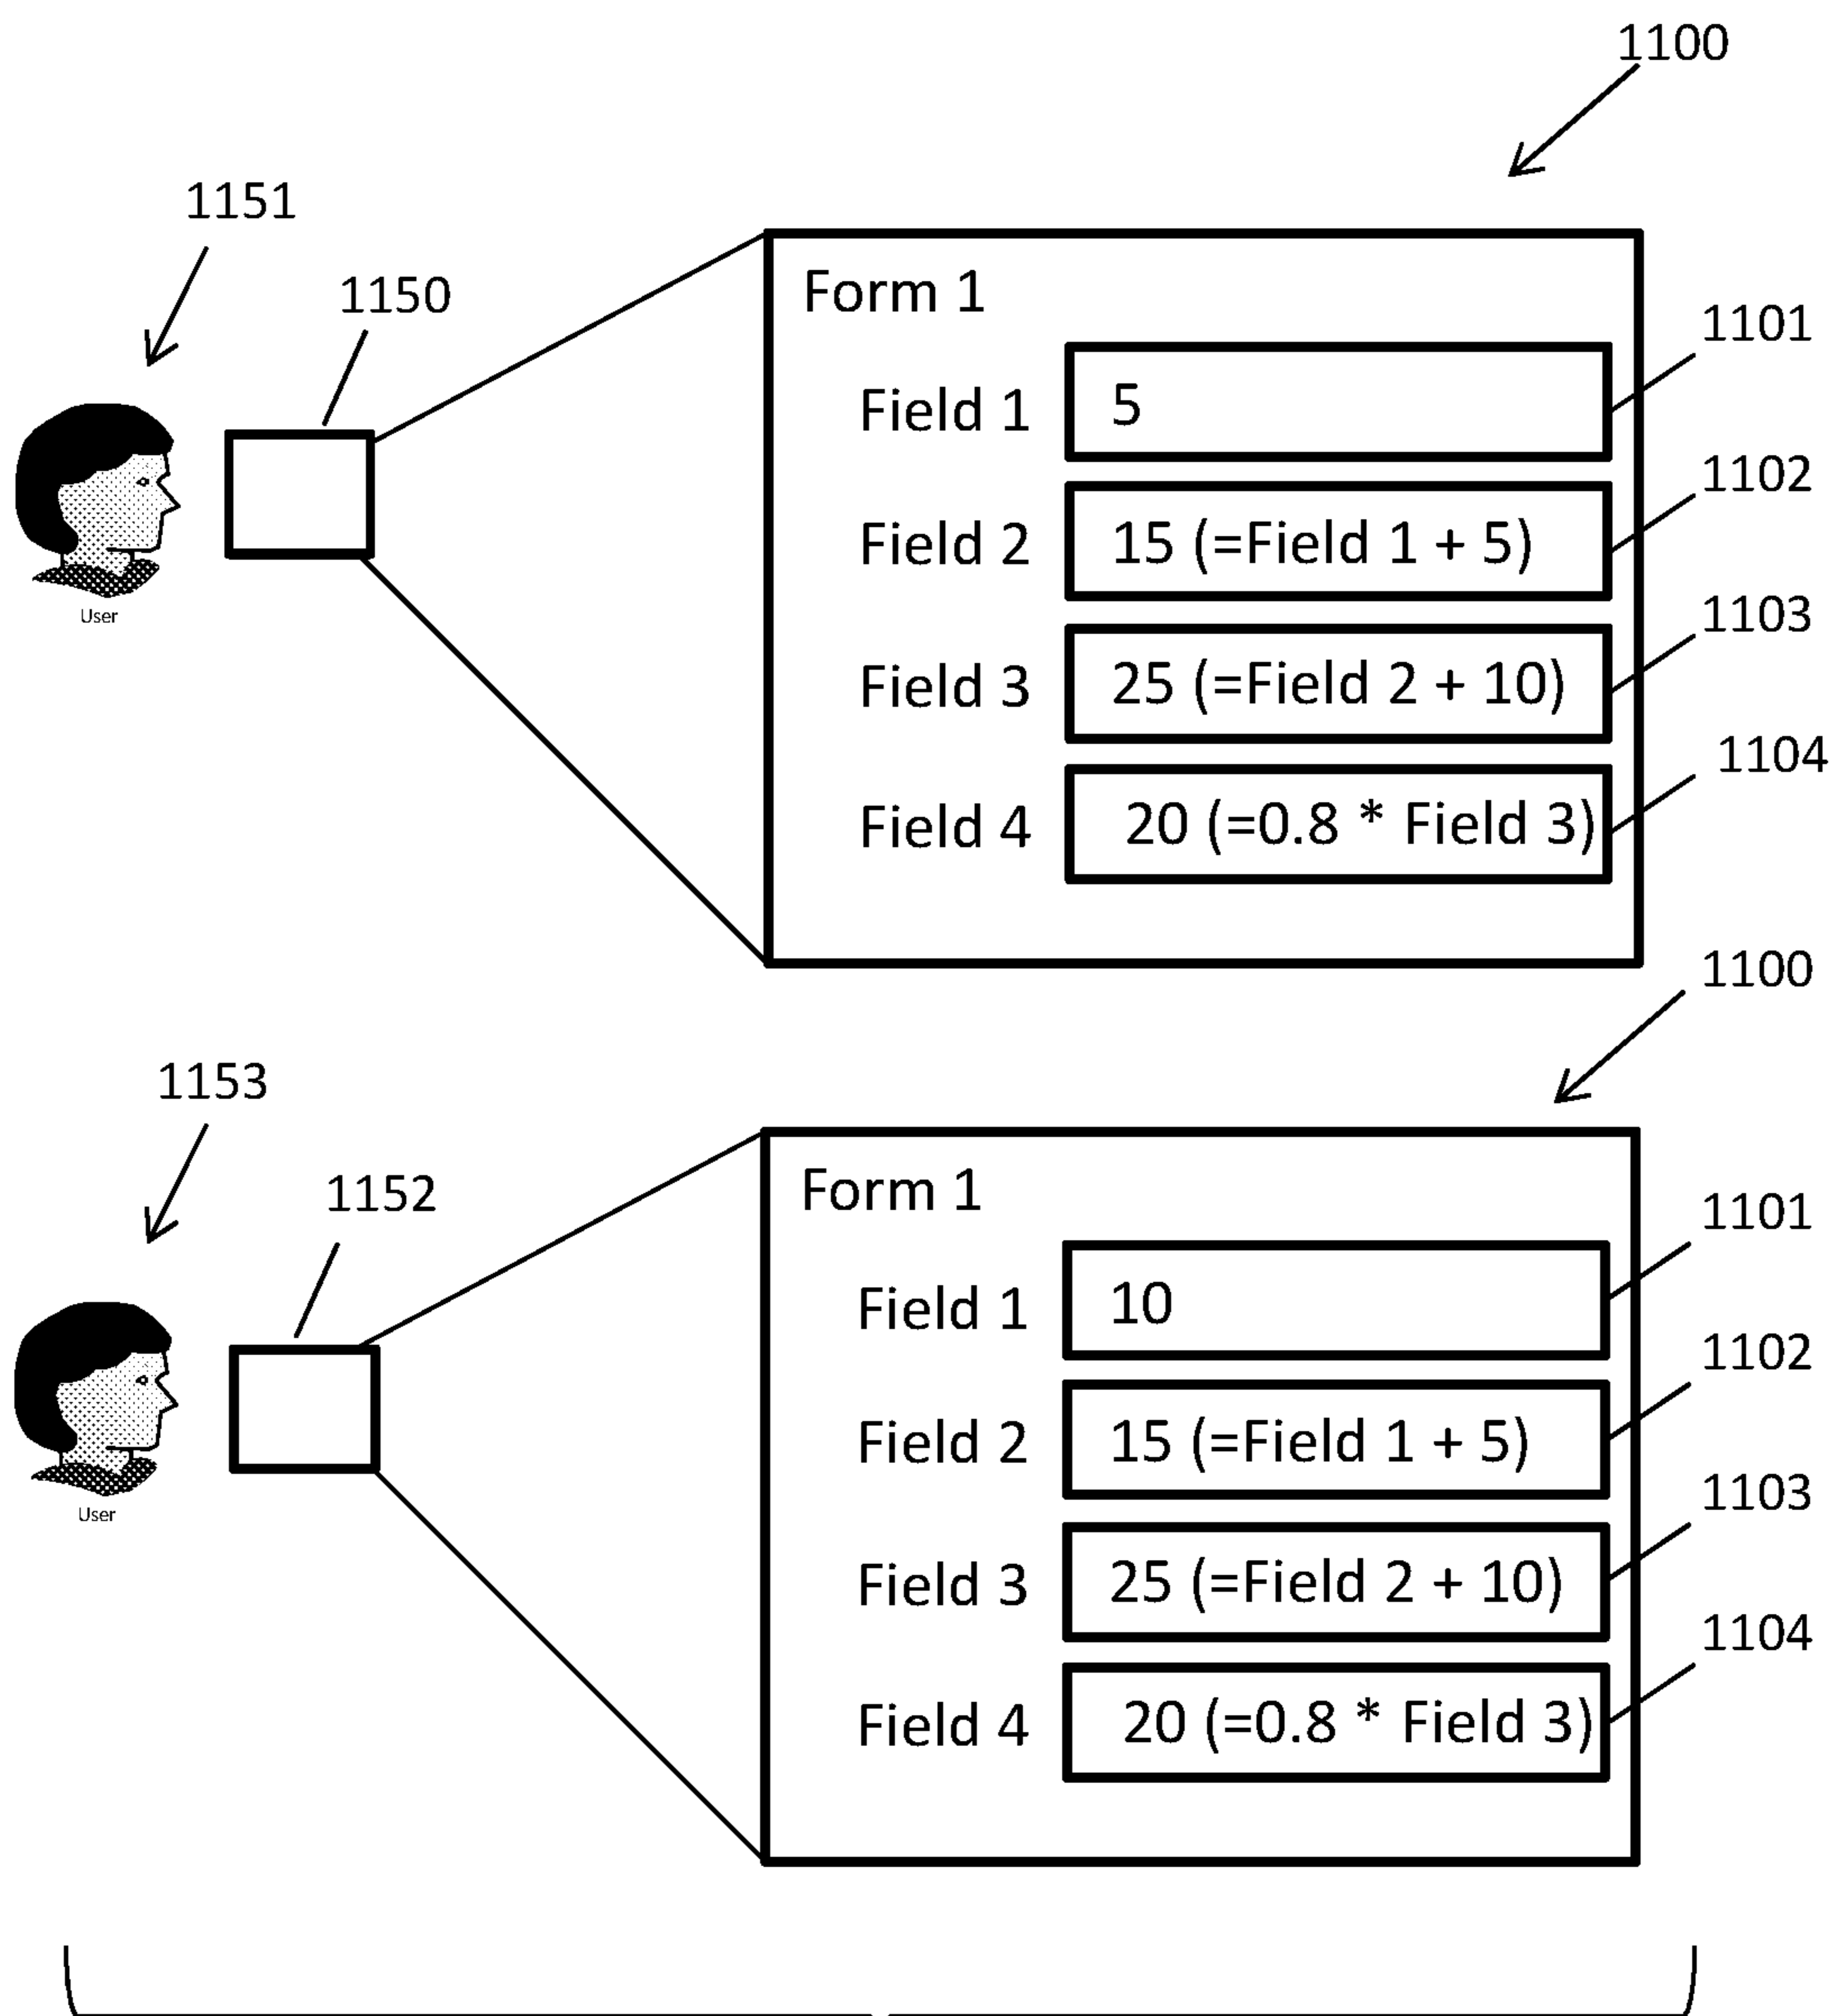 1100
1151
1150
Form 1
1101
Field 1 5
1102
Field 2 15 (=Field 1 + 5)
1103
Field 3 25 (=Field 2 + 10)
1104
Field 4 20 (=0.8 * Field 3)
User
1100
1153
1152
Form 1
1101
Field 1 10
1102
Field 2 15 (=Field 1 + 5)
1103
Field 3 25 (=Field 2 + 10)
1104
Field 4 20 (=0.8 * Field 3)
User